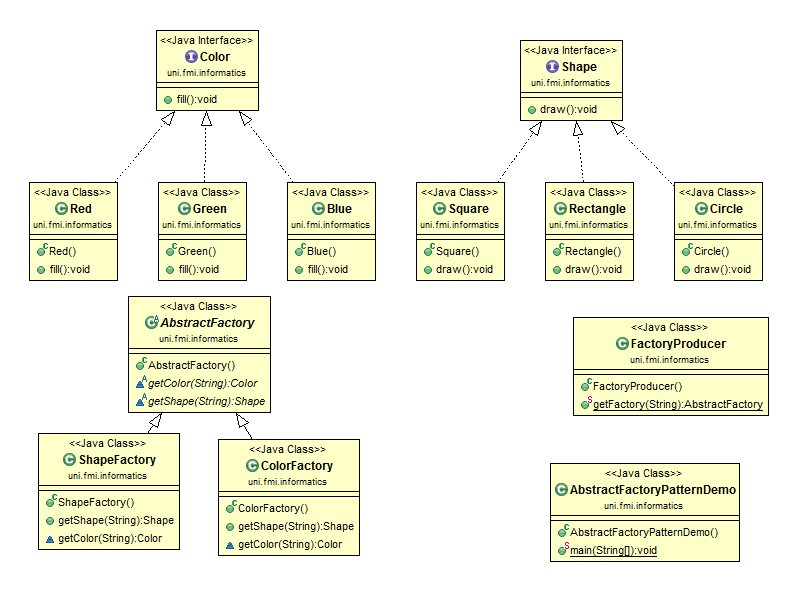 <<Java Interface>>
Color
uni.fmi.informatics
fill():void
<<Java Interface>>
Shape
uni.fmi.informatics
draw():void
<<Java Class>>
Red
uni.fmi.informatics
Red()
fill():void
<<Java Class>>
Green
uni.fmi.informatics
Green()
fill():void
<<Java Class>>
Blue
uni.fmi.informatics
Blue()
fill():void
<<Java Class>>
Square
uni.fmi.informatics
Square()
draw():void
<<Java Class>>
Rectangle
uni.fmi.informatics
Rectangle()
draw():void
<<Java Class>>
Circle
uni.fmi.informatics
Circle()
draw():void
<<Java Class>>
AbstractFactory
uni.fmi.informatics
AbstractFactory()
getColor(String):Color
getShape(String):Shape
<<Java Class>>
FactoryProducer
uni.fmi.informatics
FactoryProducer()
getFactory(String):AbstractFactory
<<Java Class>>
ShapeFactory
uni.fmi.informatics
ShapeFactory()
getShape(String):Shape
getColor(String):Color
<<Java Class>>
ColorFactory
uni.fmi.informatics
ColorFactory()
getShape(String):Shape
getColor(String):Color
<<Java Class>>
AbstractFactoryPatternDemo
uni.fmi.informatics
AbstractFactoryPatternDemo()
main(String[]):void